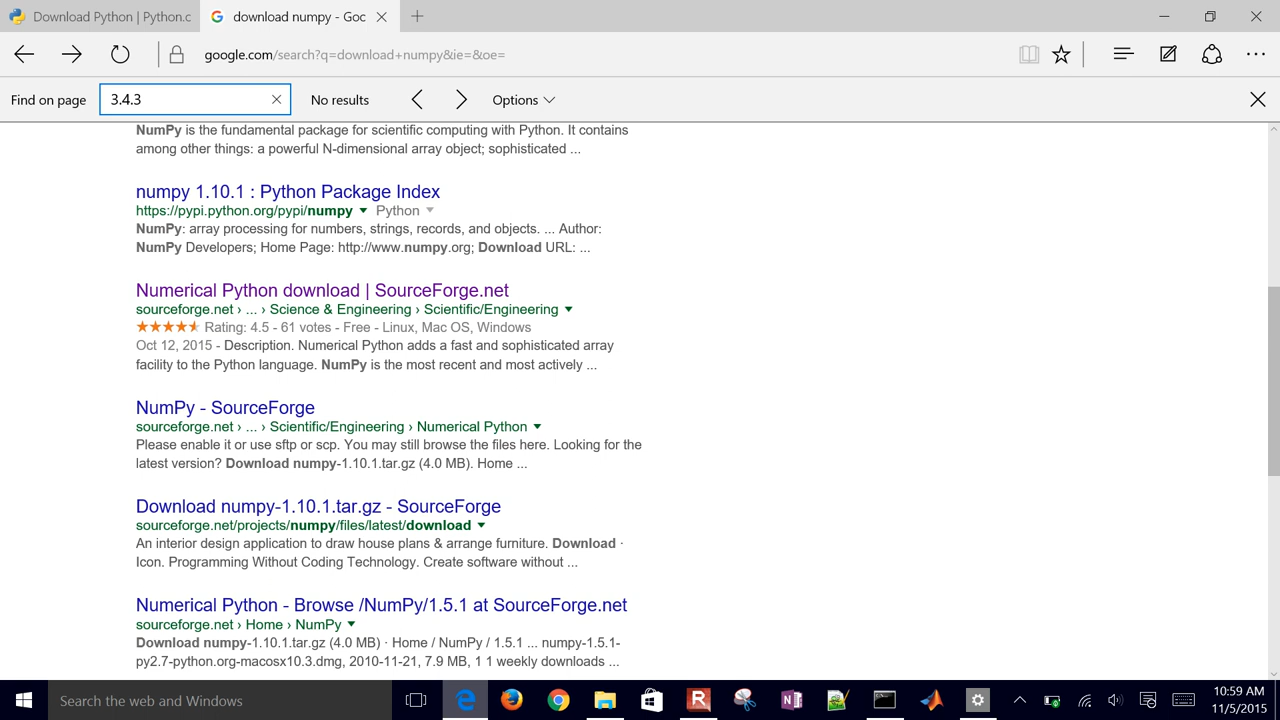 Download Python | Python.c
download numpy - Goc
google.com/search?q=download+numpy&ie=&oe=
Find on page
3.4.3
No results
Options
NumPy is the fundamental package for scientific computing with Python. It contains
among other things: a powerful N-dimensional array object; sophisticated ...
numpy 1.10.1 : Python Package Index
https://pypi.python.org/pypi/numpy Python
NumPy: array processing for numbers, strings, records, and objects. ... Author:
NumPy Developers; Home Page: http://www.numpy.org; Download URL: ...
Numerical Python download | SourceForge.net
sourceforge.net › ... › Science & Engineering › Scientific/Engineering
Rating: 4.5 - 61 votes - Free - Linux, Mac OS, Windows
Oct 12, 2015 - Description. Numerical Python adds a fast and sophisticated array
facility to the Python language. NumPy is the most recent and most actively ...
NumPy - SourceForge
sourceforge.net › ... › Scientific/Engineering › Numerical Python
Please enable it or use sftp or scp. You may still browse the files here. Looking for the
latest version? Download numpy-1.10.1.tar.gz (4.0 MB). Home ...
Download numpy-1.10.1.tar.gz - SourceForge
sourceforge.net/projects/numpy/files/latest/download
An interior design application to draw house plans & arrange furniture. Download ·
Icon. Programming Without Coding Technology. Create software without ...
Numerical Python - Browse /NumPy/1.5.1 at SourceForge.net
sourceforge.net › Home › NumPy
Download numpy-1.10.1.tar.gz (4.0 MB) · Home / NumPy / 1.5.1 ... numpy-1.5.1-
py2.7-python.org-macosx10.3.dmg, 2010-11-21, 7.9 MB, 1 1 weekly downloads ...
Search the web and Windows
10:59 AM
11/5/2015